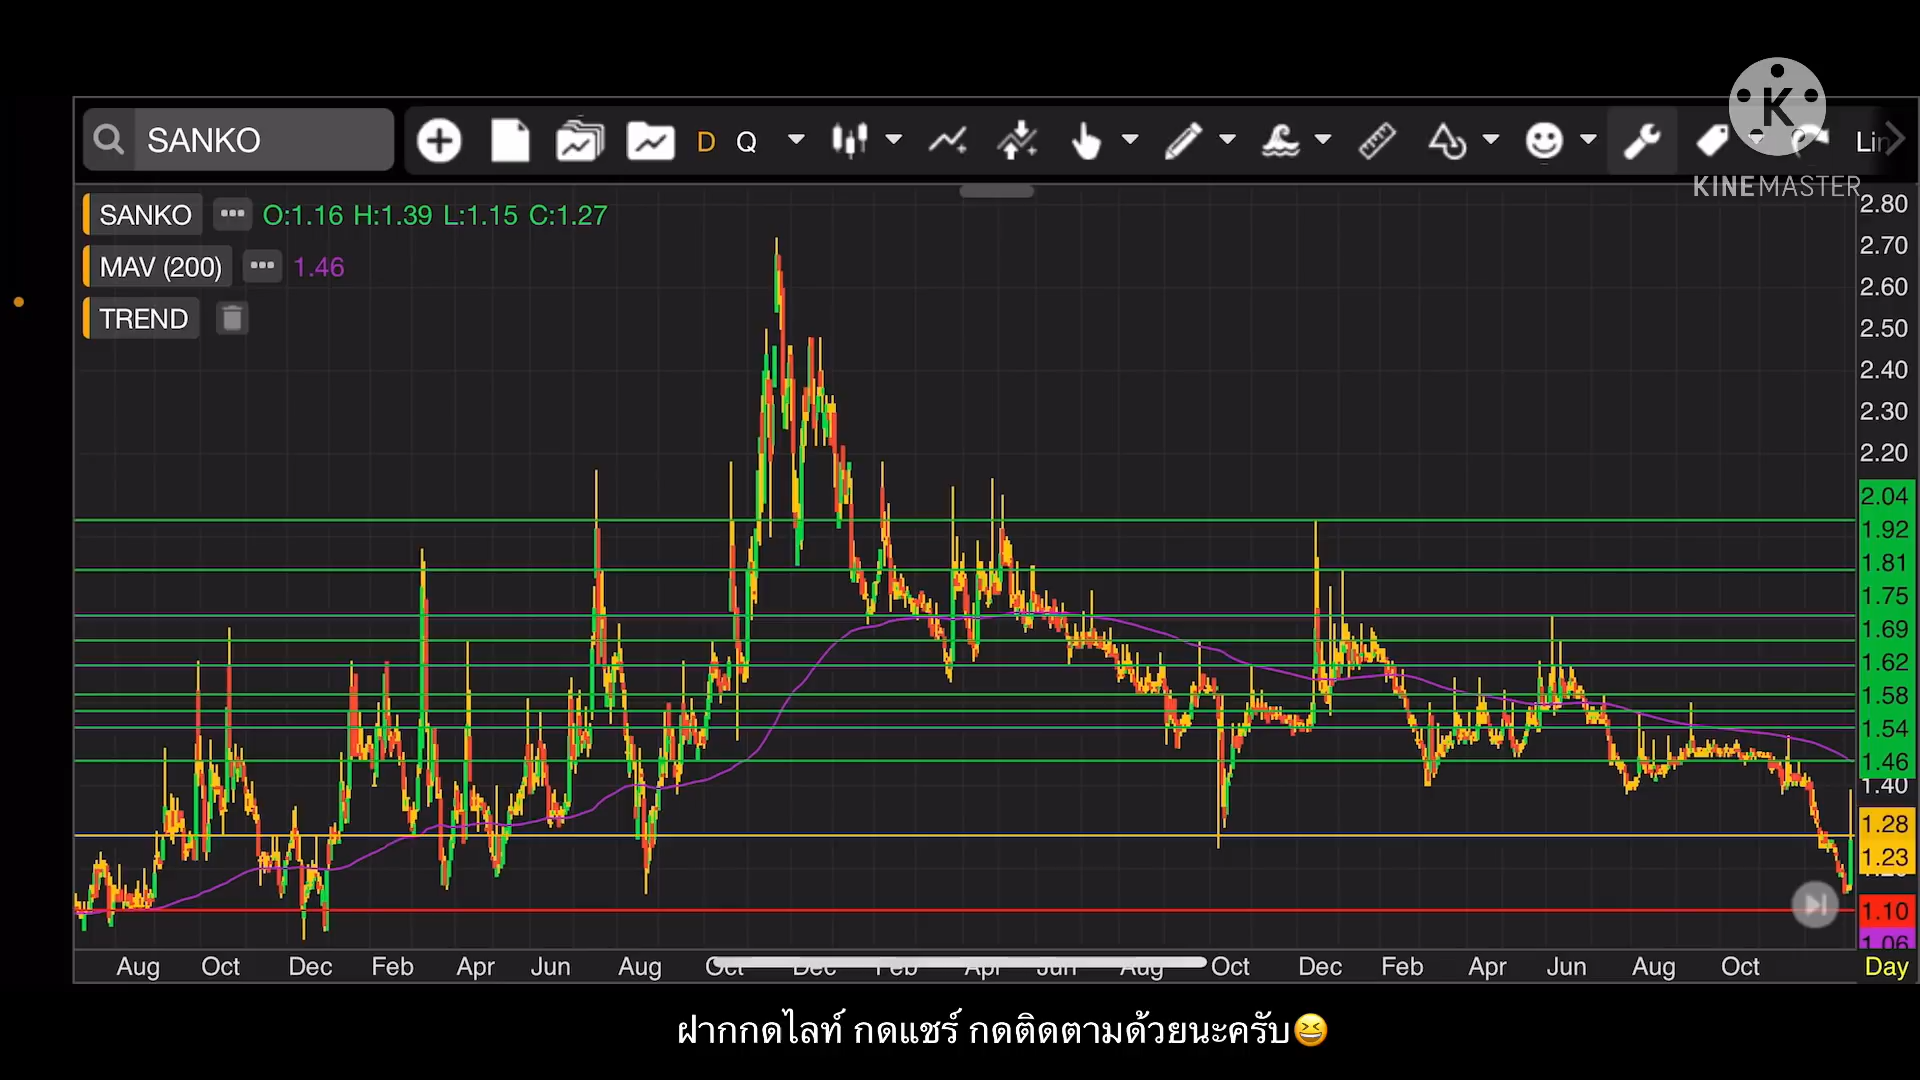 SANKO
D Q
KINEMASTER
SANKO ••• O:1.16 H:1.39 L:1.15 C:1.27
MAV (200) ••• 1.46
TREND
2.80
2.70
2.60
2.50
2.40
2.30
2.20
2.04
1.92
1.81
1.75
1.69
1.62
1.58
1.54
1.46
1.40
1.28
1.23
1.10
1.06
Aug Oct Dec Feb Apr Jun Aug Oct Dec Feb Apr Jun Aug Oct Dec Feb Apr Jun Aug Oct Day
ฝากกดไลท์ กดแชร์ กดติดตามด้วยนะครับ😆